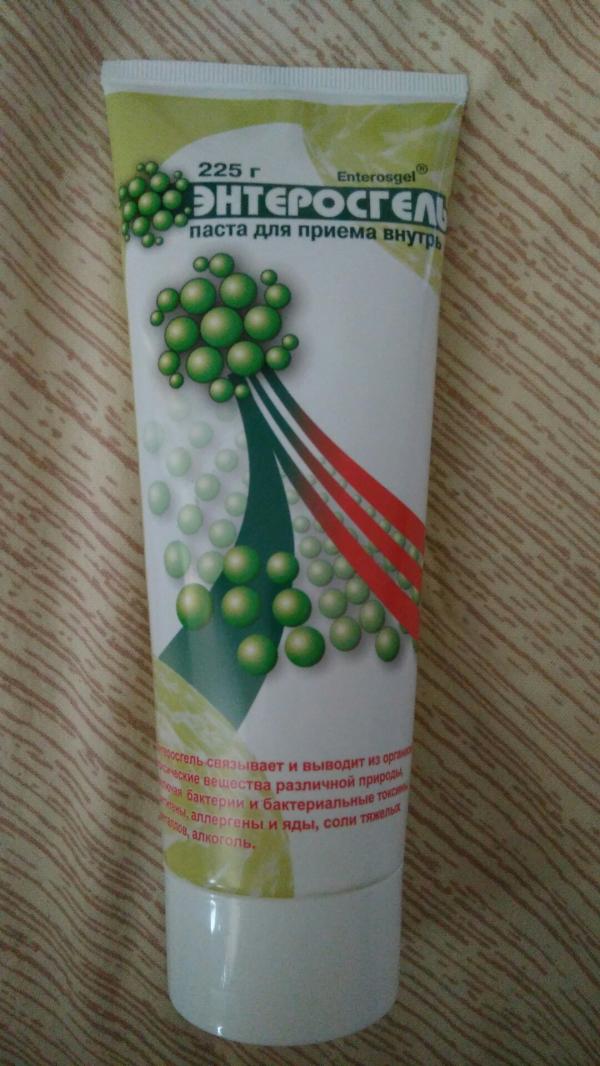 225 г
Enterosgel®
ЭНТЕРОСГЕЛЬ
паста для приема внутрь
связывает и выводит из
вещества различной природы,
бактерии и бактериальные токсины,
аллергены и яды, соли тяжелых
алкоголь.